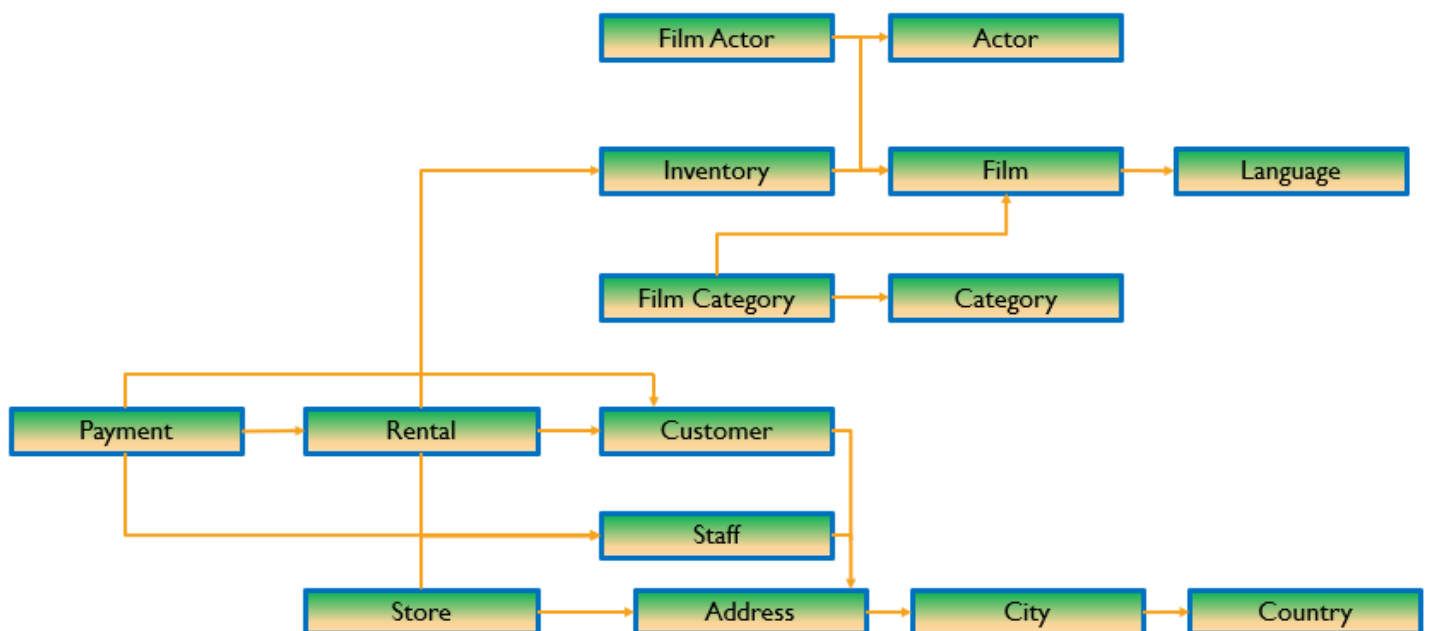 Film Actor
Actor
Inventory
Film
Language
Film Category
Category
Payment
Rental
Customer
Staff
Store
Address
City
Country